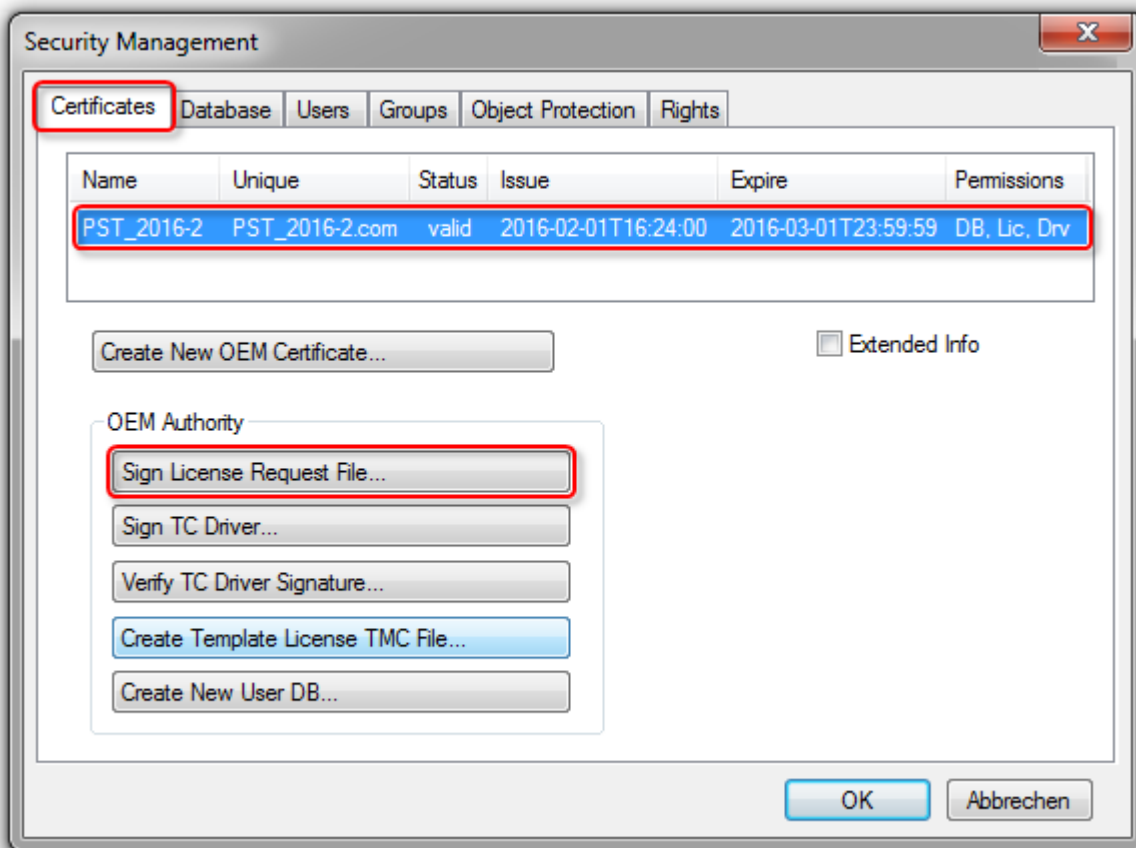 Security Management
Certificates Database Users Groups Object Protection Rights
Name Unique Status Issue Expire Permissions
PST_2016-2 PST_2016-2.com valid 2016-02-01T16:24:00 2016-03-01T23:59:59 DB, Lic, Drv
Create New OEM Certificate... Extended Info
OEM Authority
Sign License Request File...
Sign TC Driver...
Verify TC Driver Signature...
Create Template License TMC File...
Create New User DB...
OK Abbrechen